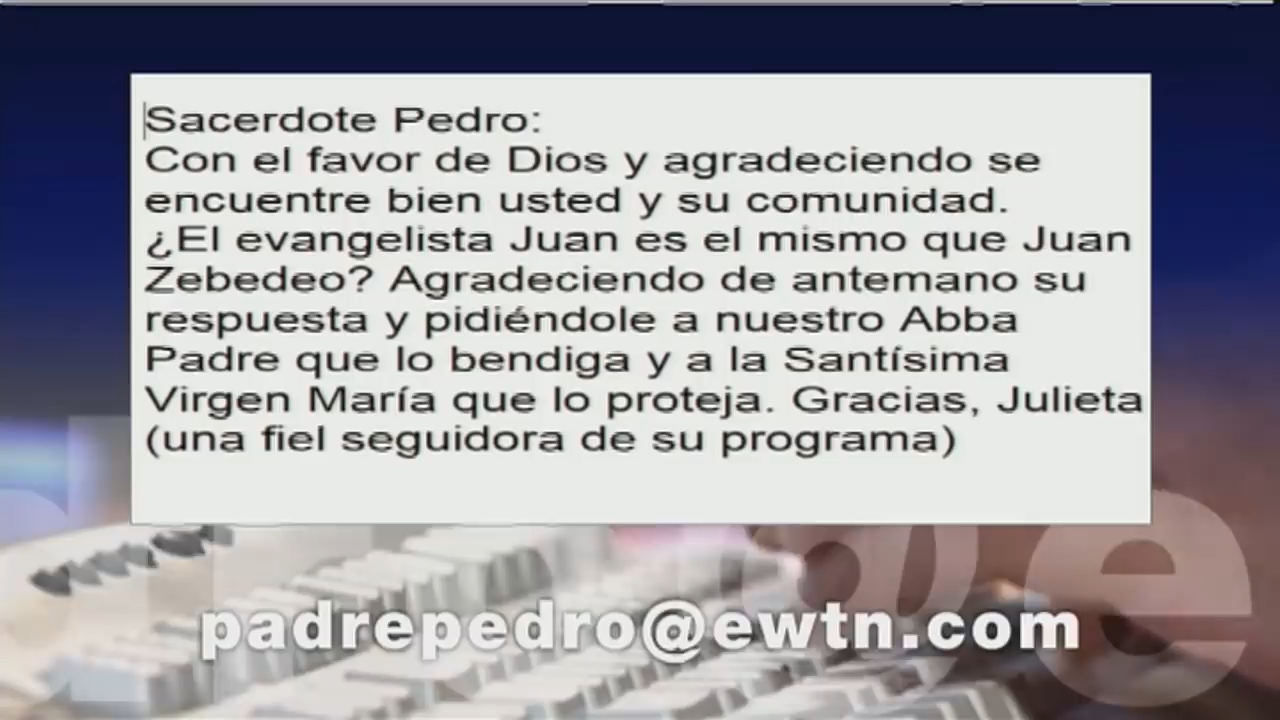 Sacerdote Pedro:
Con el favor de Dios y agradeciendo se
encuentre bien usted y su comunidad.
¿El evangelista Juan es el mismo que Juan
Zebedeo? Agradeciendo de antemano su
respuesta y pidiéndole a nuestro Abba
Padre que lo bendiga y a la Santísima
Virgen María que lo proteja. Gracias, Julieta
(una fiel seguidora de su programa)
padrepedro@ewtn.com